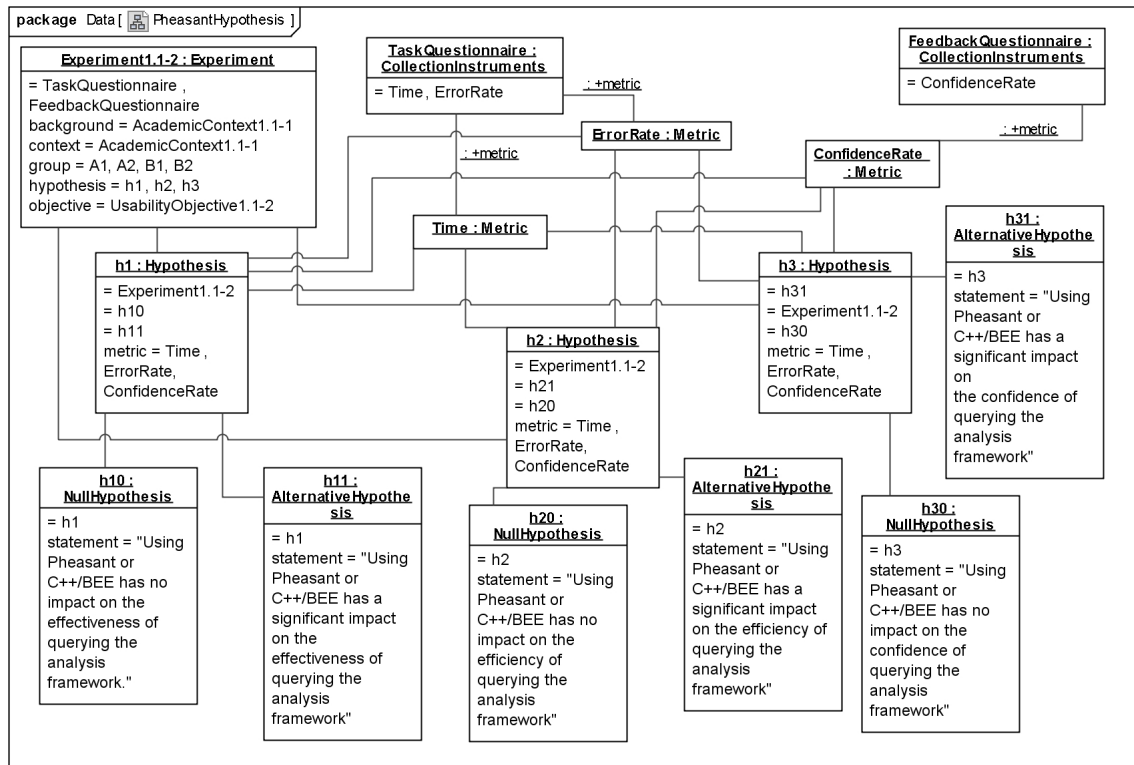 package Data [ PheasantHypothesis ]
Experiment1.1-2 : Experiment
= TaskQuestionnaire ,
FeedbackQuestionnaire
background = AcademicContext1.1-1
context = AcademicContext1.1-1
group = A1, A2, B1, B2
hypothesis = h1, h2, h3
objective = UsabilityObjective1.1-2
TaskQuestionnaire :
CollectionInstruments
= Time , ErrorRate
FeedbackQuestionnaire :
CollectionInstruments
= ConfidenceRate
: +metric
: +metric
: +metric
ErrorRate : Metric
ConfidenceRate
: Metric
Time : Metric
h1 : Hypothesis
= Experiment1.1-2
= h10
= h11
metric = Time ,
ErrorRate,
ConfidenceRate
h2 : Hypothesis
= Experiment1.1-2
= h21
= h20
metric = Time ,
ErrorRate,
ConfidenceRate
h3 : Hypothesis
= h31
= Experiment1.1-2
= h30
metric = Time ,
ErrorRate,
ConfidenceRate
h31 :
AlternativeHypothe
sis
= h3
statement = "Using
Pheasant or
C++/BEE has a
significant impact
on
the confidence of
querying the
analysis
framework"
h10 :
NullHypothesis
= h1
statement = "Using
Pheasant or
C++/BEE has no
impact on the
effectiveness of
querying the
analysis
framework."
h11 :
AlternativeHypothe
sis
= h1
statement = "Using
Pheasant or
C++/BEE has a
significant impact
on the
effectiveness of
querying the
analysis
framework"
h20 :
NullHypothesis
= h2
statement = "Using
Pheasant or
C++/BEE has no
impact on the
efficiency of
querying the
analysis
framework"
h21 :
AlternativeHypothe
sis
= h2
statement = "Using
Pheasant or
C++/BEE has a
significant impact
on the efficiency of
querying the
analysis
framework"
h30 :
NullHypothesis
= h3
statement = "Using
Pheasant or
C++/BEE has no
impact on the
confidence of
querying the
analysis
framework"